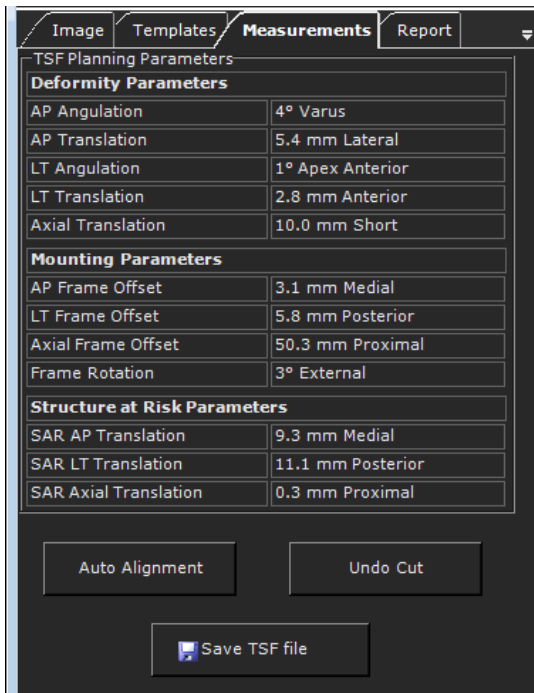 Image Templates Measurements Report
TSF Planning Parameters
Deformity Parameters
AP Angulation 4° Varus
AP Translation 5.4 mm Lateral
LT Angulation 1° Apex Anterior
LT Translation 2.8 mm Anterior
Axial Translation 10.0 mm Short
Mounting Parameters
AP Frame Offset 3.1 mm Medial
LT Frame Offset 5.8 mm Posterior
Axial Frame Offset 50.3 mm Proximal
Frame Rotation 3° External
Structure at Risk Parameters
SAR AP Translation 9.3 mm Medial
SAR LT Translation 11.1 mm Posterior
SAR Axial Translation 0.3 mm Proximal
Auto Alignment Undo Cut
Save TSF file